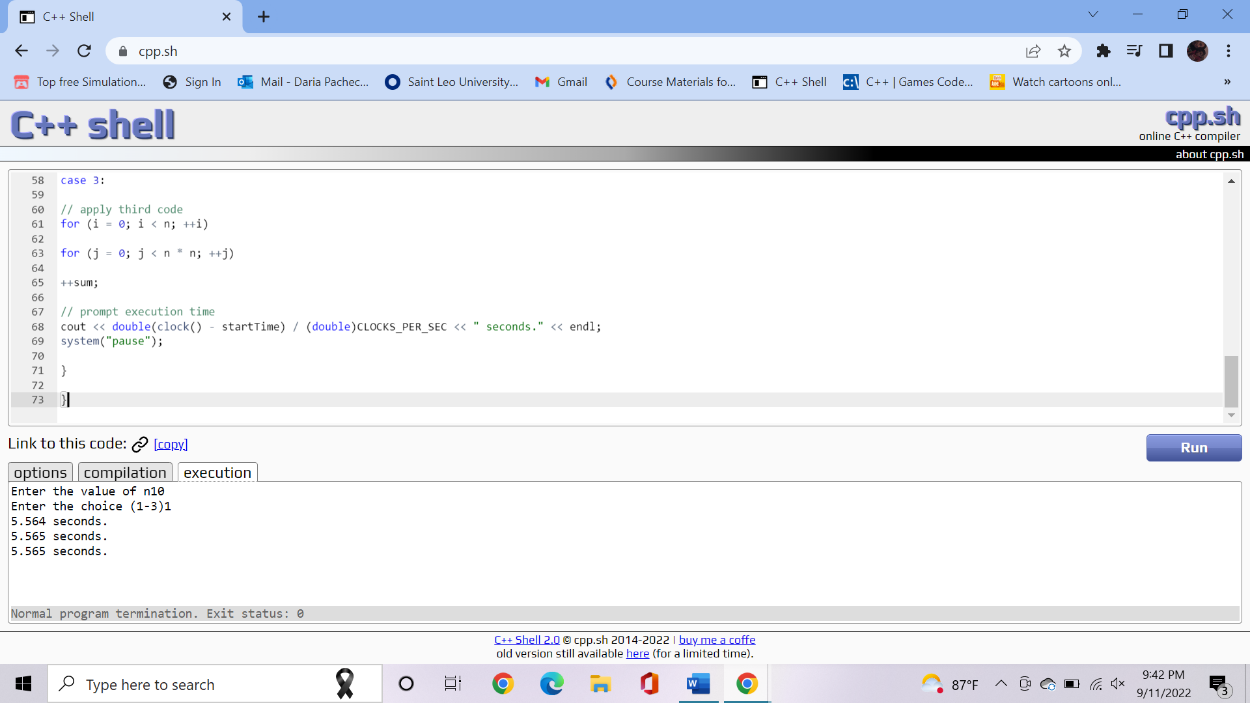 C++ Shell
cpp.sh
Top free Simulation... Sign In Mail - Daria Pachec... Saint Leo University... Gmail Course Materials fo... C++ Shell C:\ C++ | Games Code... Watch cartoons onl... »
C++ shell
cpp.sh
online C++ compiler
about cpp.sh
58 case 3:
59
60 // apply third code
61 for (i = 0; i < n; ++i)
62
63 for (j = 0; j < n * n; ++j)
64
65 ++sum;
66
67 // prompt execution time
68 cout << double(clock() - startTime) / (double)CLOCKS_PER_SEC << " seconds." << endl;
69 system("pause");
70
71 }
72
73 }
Link to this code: [copy]
Run
options compilation execution
Enter the value of n10
Enter the choice (1-3)1
5.564 seconds.
5.565 seconds.
5.565 seconds.
Normal program termination. Exit status: 0
C++ Shell 2.0 © cpp.sh 2014-2022 | buy me a coffe
old version still available here (for a limited time).
Type here to search
W
87°F
9:42 PM
9/11/2022
3